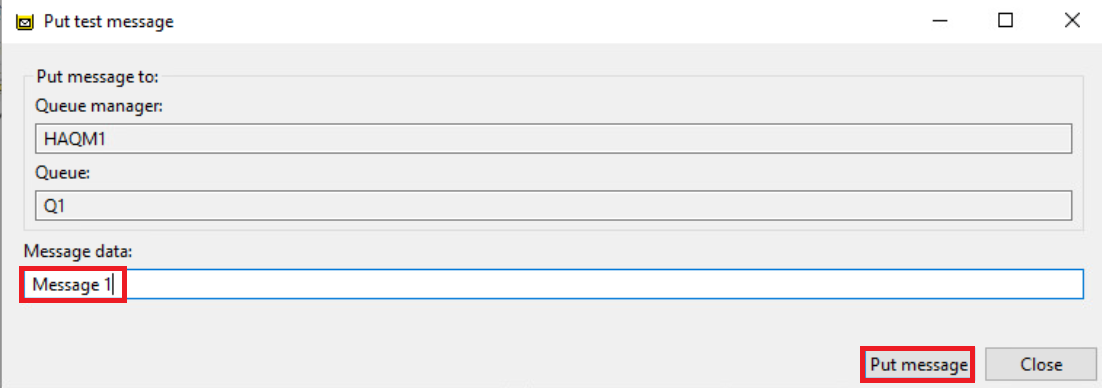 Put test message
Put message to:
Queue manager:
HAQM1
Queue:
Q1
Message data:
Message 1
Put message Close